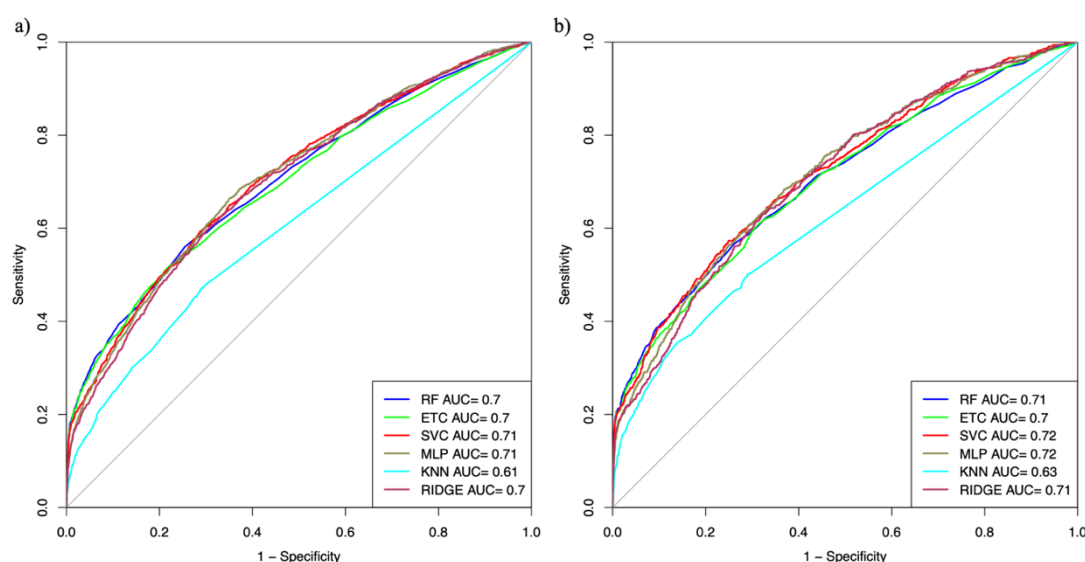 a)
1.0
0.8
0.6
0.4
0.2
0.0
Sensitivity
RF AUC= 0.7
ETC AUC= 0.7
SVC AUC= 0.71
MLP AUC= 0.71
KNN AUC= 0.61
RIDGE AUC= 0.7
0.0 0.2 0.4 0.6 0.8 1.0
1 − Specificity
b)
1.0
0.8
0.6
0.4
0.2
0.0
Sensitivity
RF AUC= 0.71
ETC AUC= 0.7
SVC AUC= 0.72
MLP AUC= 0.72
KNN AUC= 0.63
RIDGE AUC= 0.71
0.0 0.2 0.4 0.6 0.8 1.0
1 − Specificity